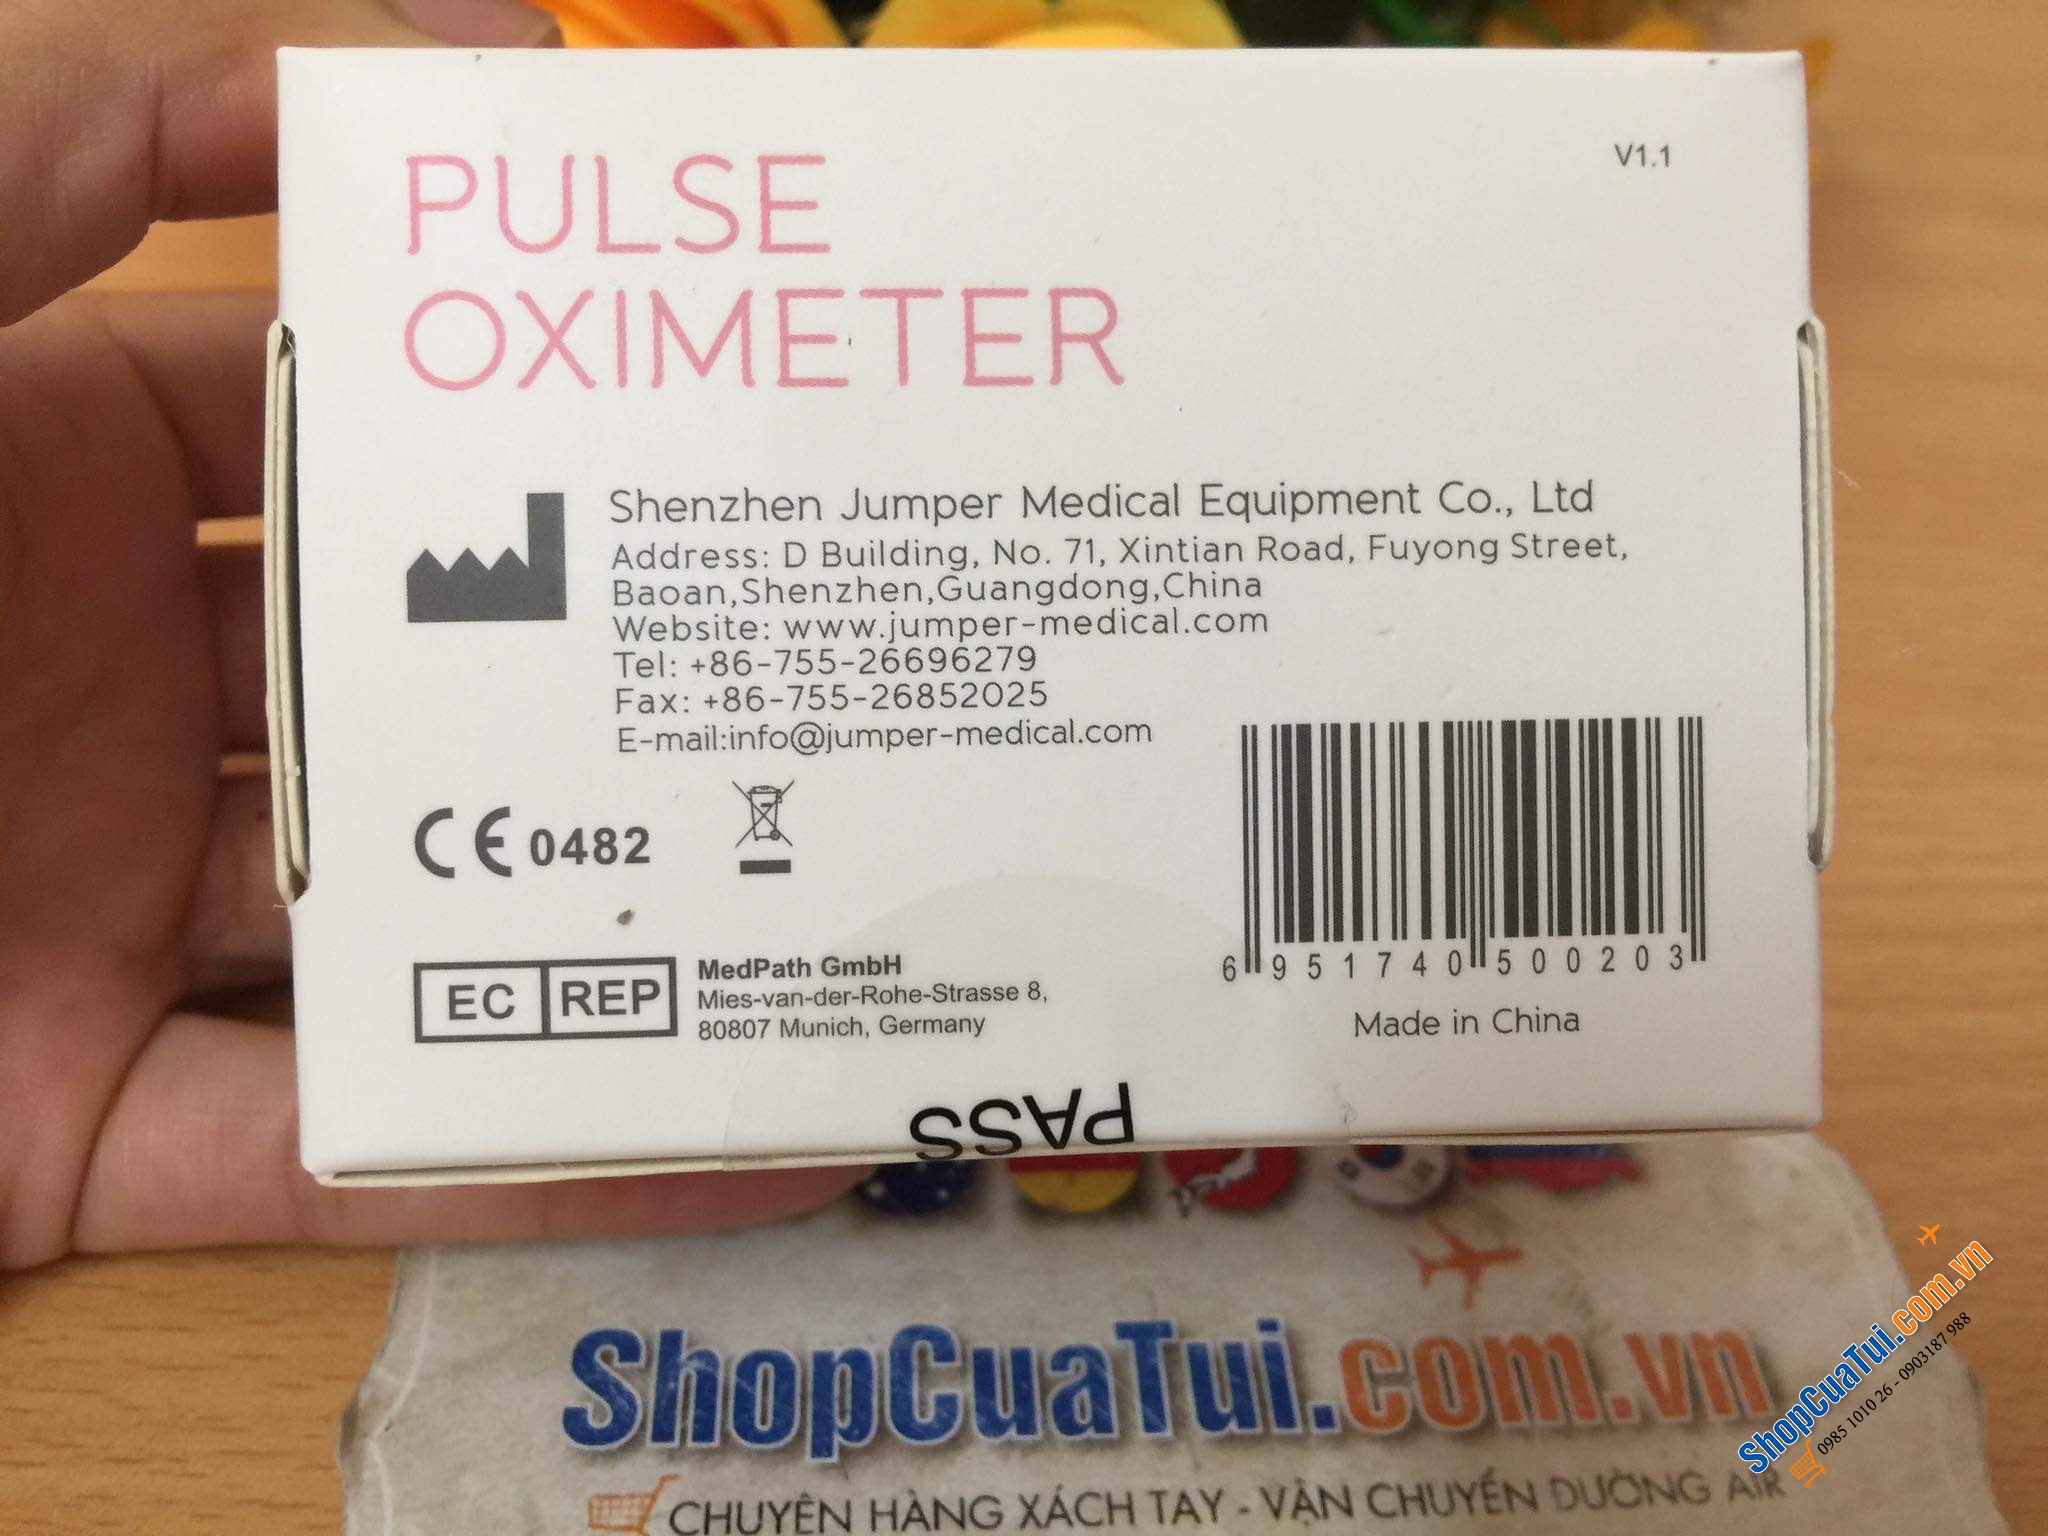 PULSE
OXIMETER
V1.1
Shenzhen Jumper Medical Equipment Co., Ltd
Address: D Building, No. 71, Xintian Road, Fuyong Street,
Baoan,Shenzhen,Guangdong,China
Website: www.jumper-medical.com
Tel: +86-755-26696279
Fax: +86-755-26852025
E-mail:info@jumper-medical.com
CE 0482
EC REP
MedPath GmbH
Mies-van-der-Rohe-Strasse 8,
80807 Munich, Germany
6 951740 500203
Made in China
PASS
ShopCuaTui.com.vn
CHUYÊN HÀNG XÁCH TAY - VẬN CHUYỂN DƯỜNG AIR
ShopCuaTui.com.vn
0985 1010 26 - 0903187 988